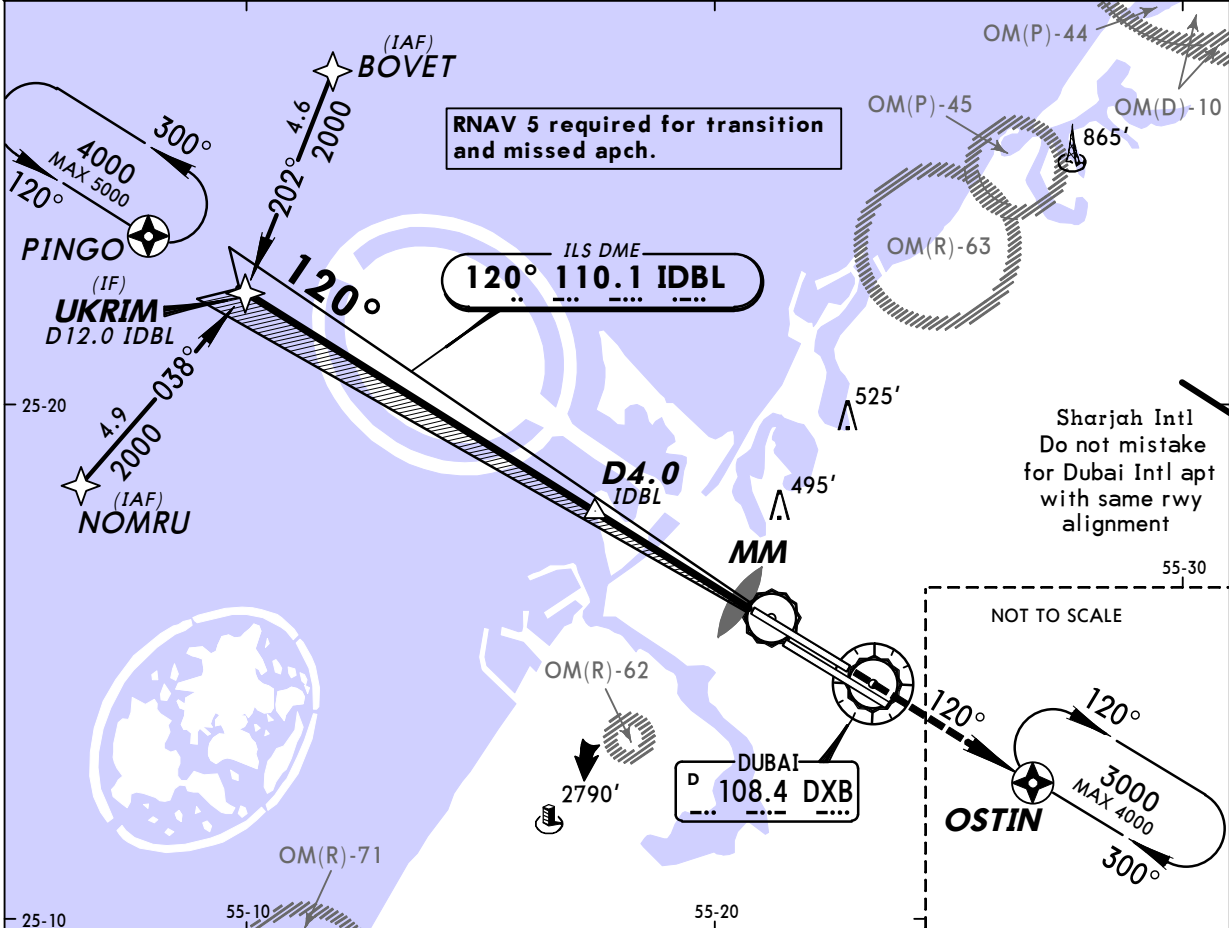 OM(P)-44
(IAF)
BOVET
OM(P)-45
OM(D)-10
4.6
2000
202°
RNAV 5 required for transition
and missed apch.
865'
300°
4000
MAX 5000
120°
PINGO
OM(R)-63
ILS DME
120° 110.1 IDBL
120°
(IF)
UKRIM
D12.0 IDBL
038°
4.9
2000
25-20
525'
Sharjah Intl
Do not mistake
for Dubai Intl apt
with same rwy
alignment
D4.0
IDBL
495'
(IAF)
NOMRU
MM
55-30
NOT TO SCALE
OM(R)-62
120°
120°
DUBAI
D 108.4 DXB
3000
MAX 4000
2790'
OSTIN
300°
OM(R)-71
25-10
55-10
55-20